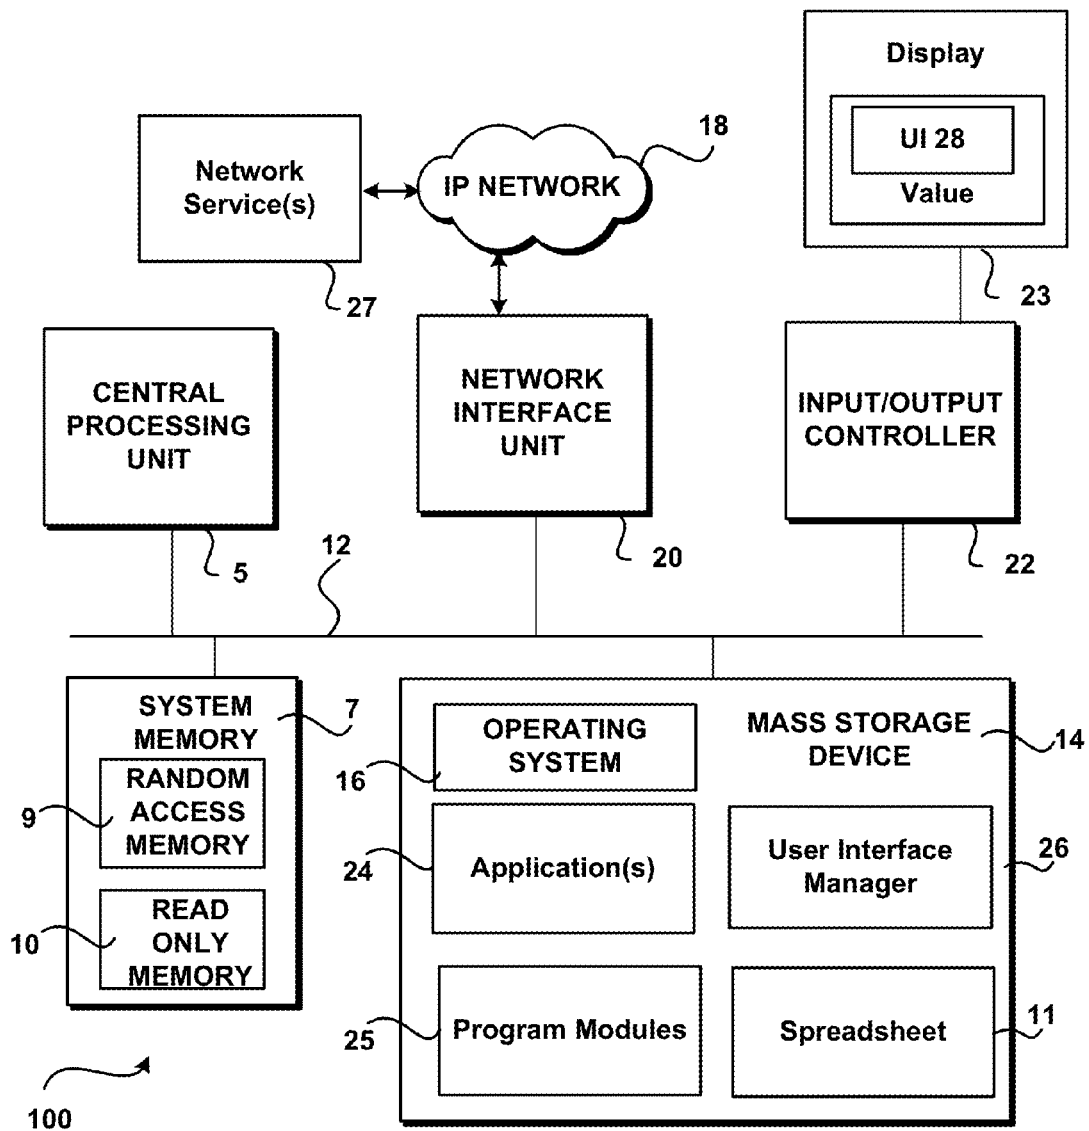 Display
UI 28
Value
23
18
Network
Service(s)
IP NETWORK
27
CENTRAL
PROCESSING
UNIT
5
NETWORK
INTERFACE
UNIT
20
INPUT/OUTPUT
CONTROLLER
22
12
SYSTEM
MEMORY
7
RANDOM
ACCESS
MEMORY
9
READ
ONLY
MEMORY
10
OPERATING
SYSTEM
16
MASS STORAGE
DEVICE
14
Application(s)
24
User Interface
Manager
26
Program Modules
25
Spreadsheet
11
100